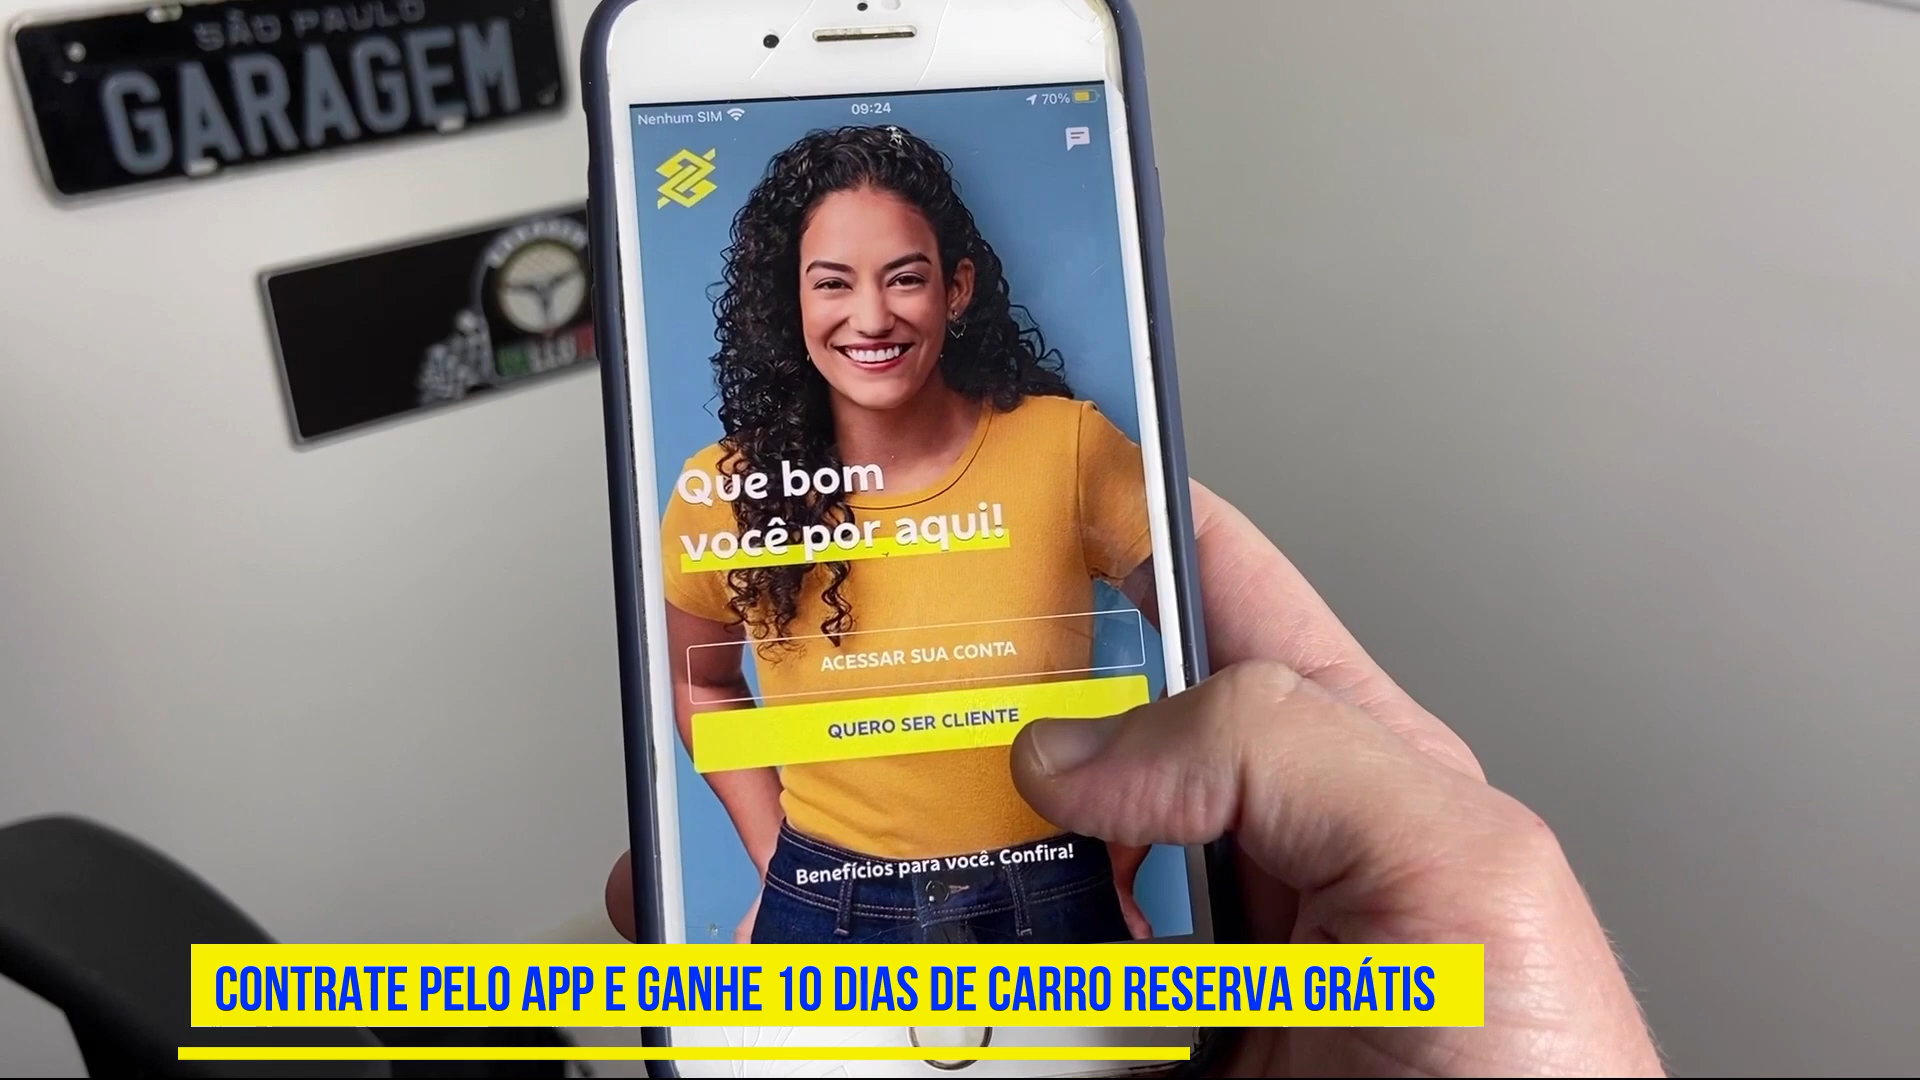 SÃO PAULO
GARAGEM
Nenhum SIM
09:24
70%
Que bom
você por aqui!
ACESSAR SUA CONTA
QUERO SER CLIENTE
Benefícios para você. Confira!
CONTRATE PELO APP E GANHE 10 DIAS DE CARRO RESERVA GRÁTIS